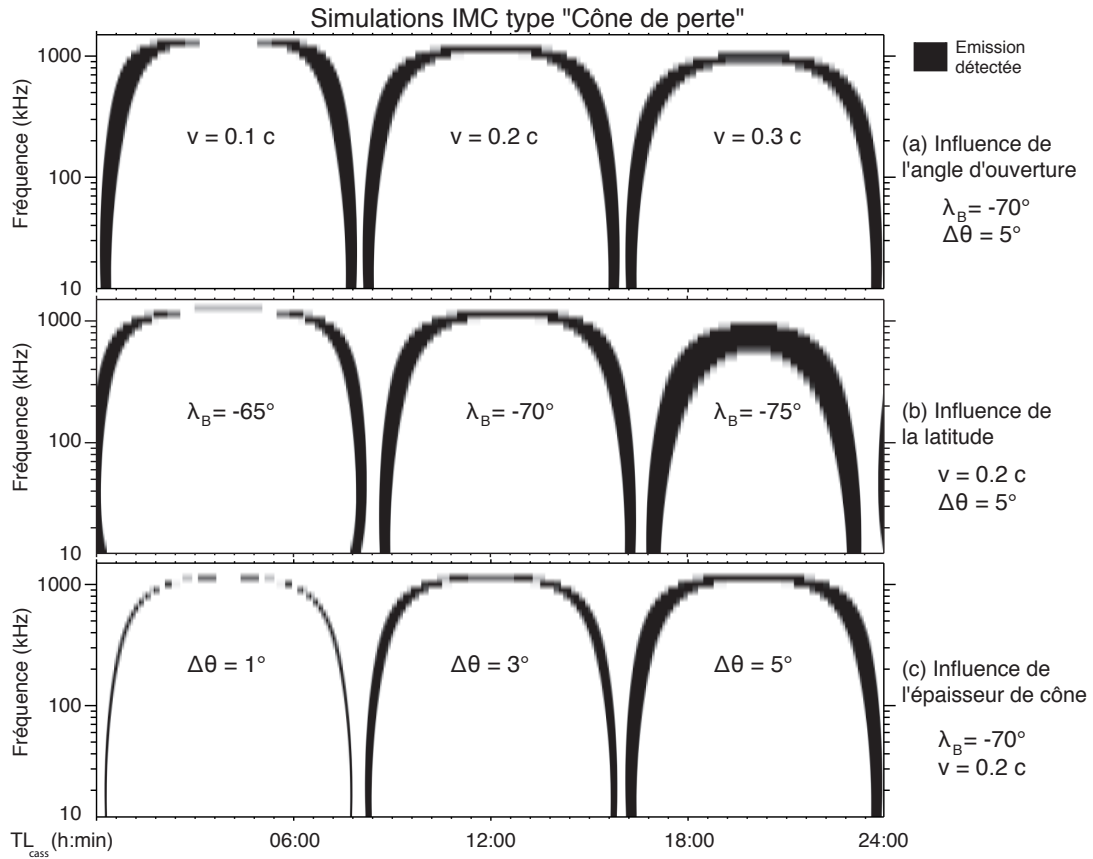 Simulations IMC type "Cône de perte"
Fréquence (kHz)
1000
100
10
v = 0.1 c
v = 0.2 c
v = 0.3 c
Emission
détectée
(a) Influence de
l'angle d'ouverture
λB= -70°
Δθ = 5°
Fréquence (kHz)
1000
100
10
λB= -65°
λB= -70°
λB= -75°
(b) Influence de
la latitude
v = 0.2 c
Δθ = 5°
Fréquence (kHz)
1000
100
10
Δθ = 1°
Δθ = 3°
Δθ = 5°
(c) Influence de
l'épaisseur de cône
λB= -70°
v = 0.2 c
TLcass (h:min)
06:00
12:00
18:00
24:00